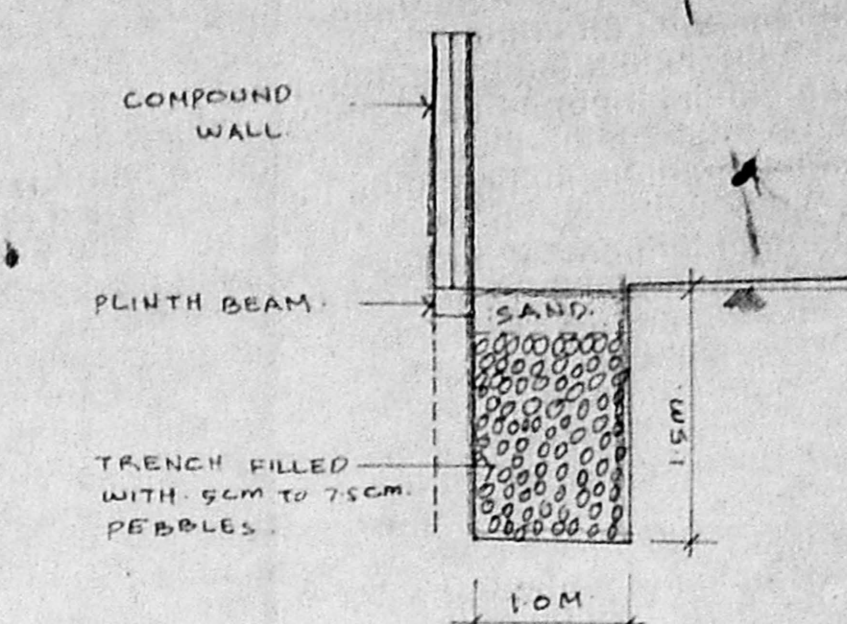 COMPOUND
WALL.
PLINTH BEAM.
SAND.
TRENCH FILLED
WITH. 5CM TO 7.5CM.
PEBBLES.
1.5M
1.0M